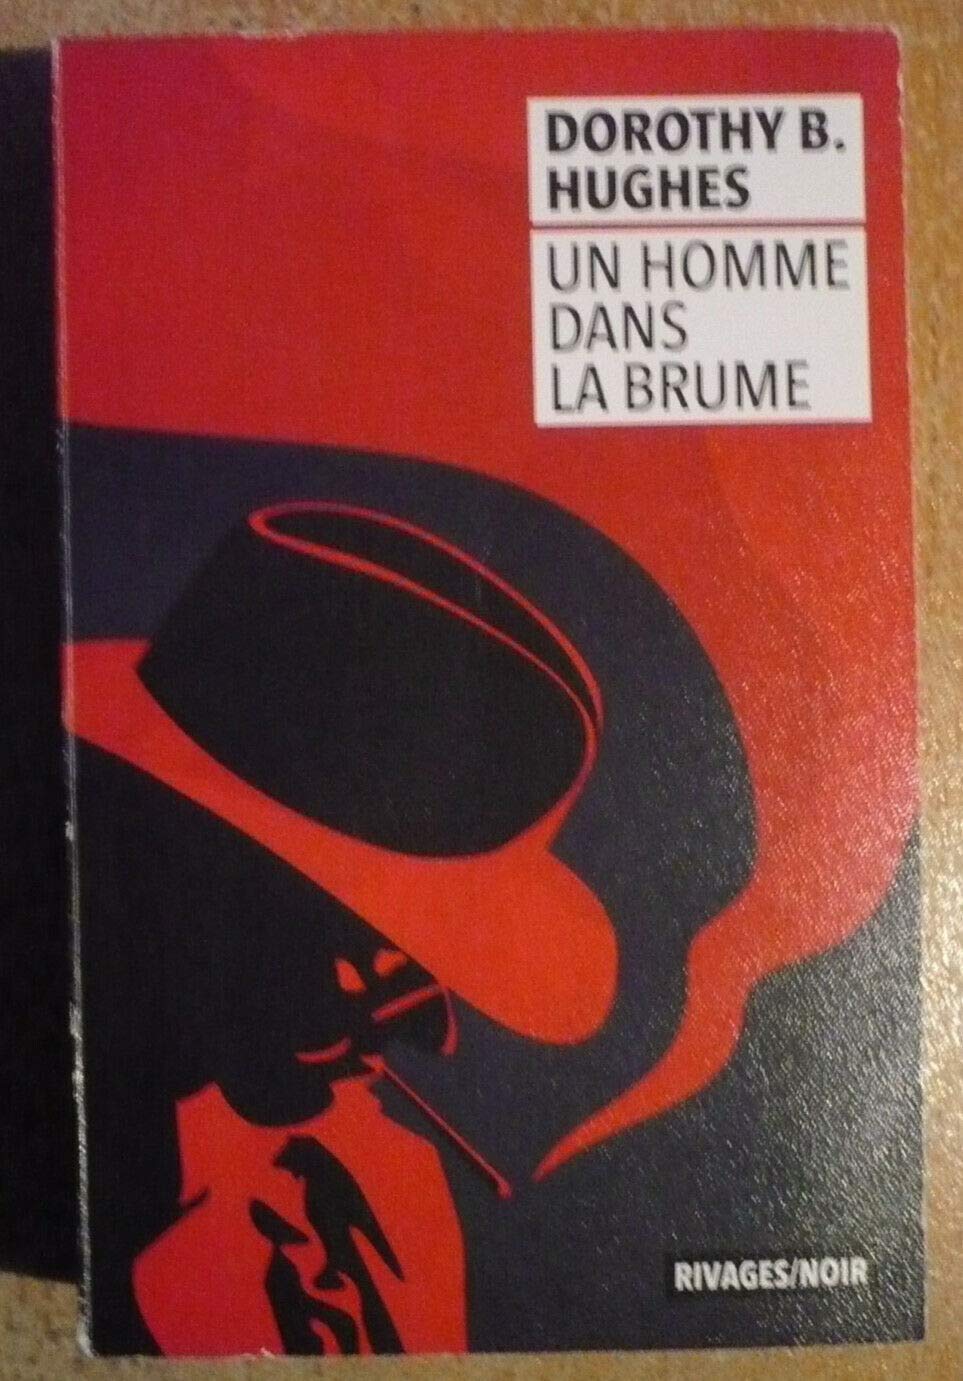 DOROTHY B.
HUGHES
UN HOMME
DANS
LA BRUME
RIVAGES/NOIR